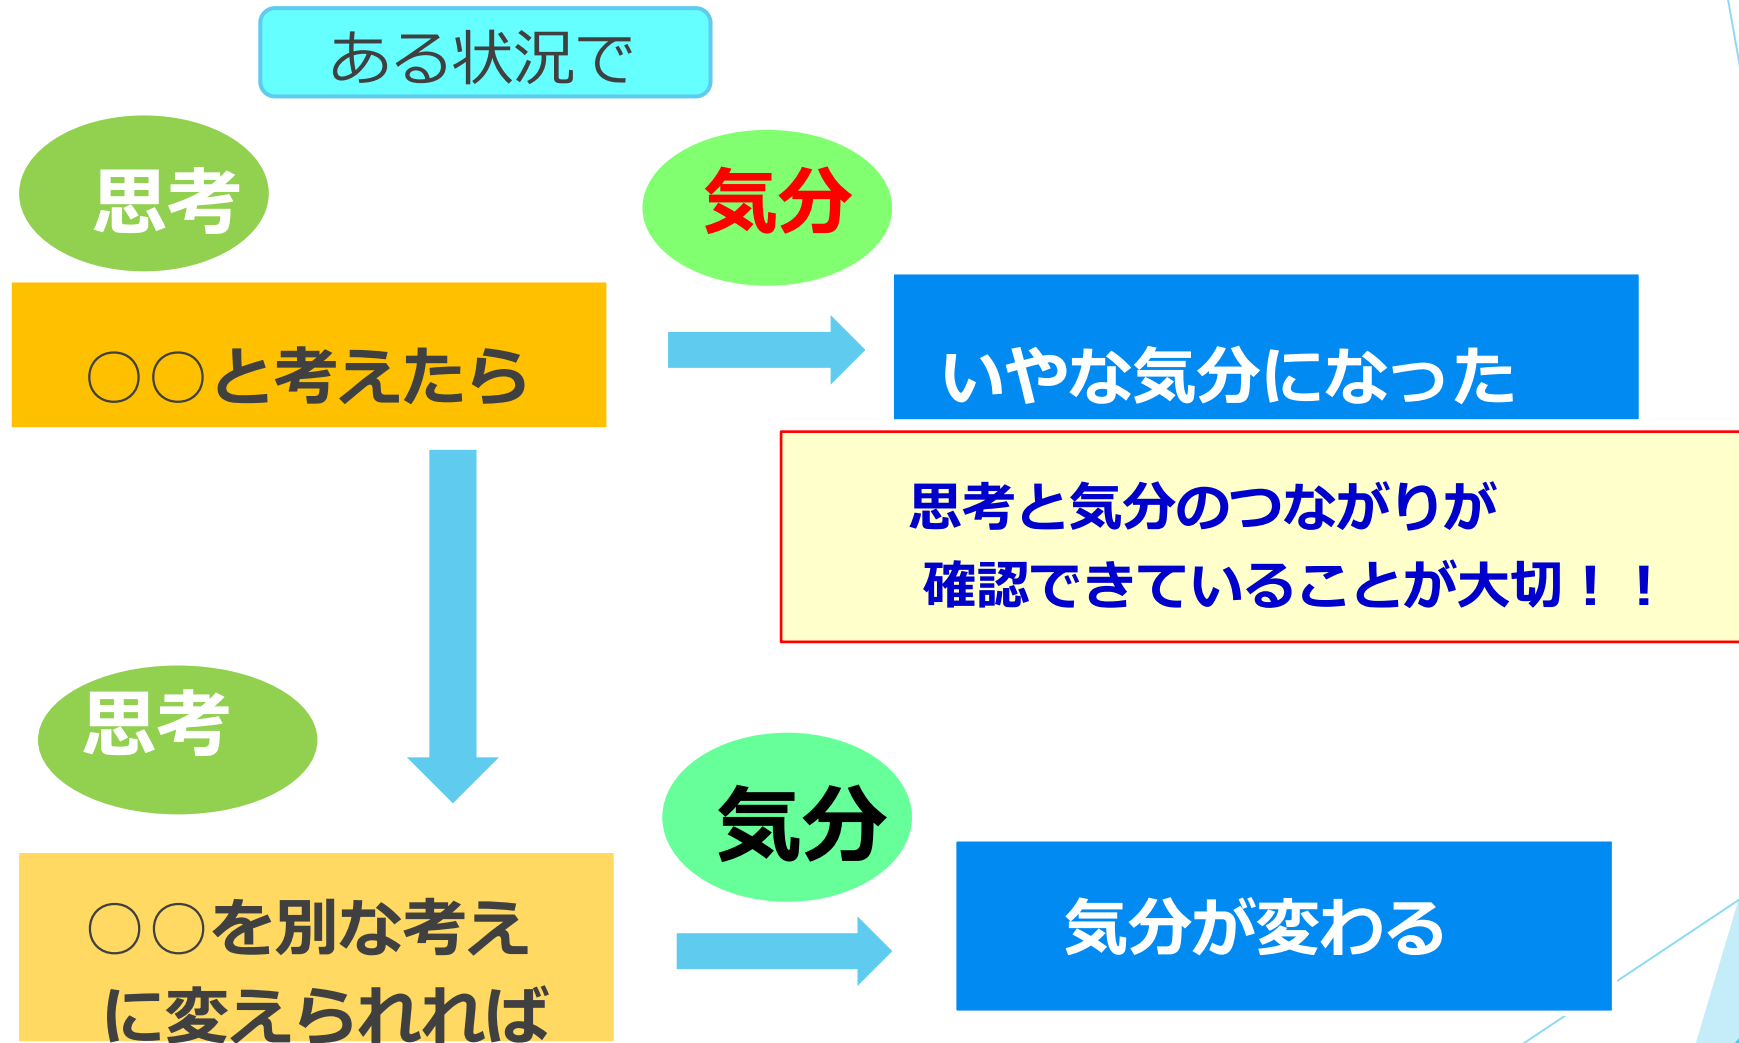 ある状況で
思考
気分
○○と考えたら
いやな気分になった
思考と気分のつながりが
確認できていることが大切！！
思考
気分
○○を別な考え
に変えられれば
気分が変わる